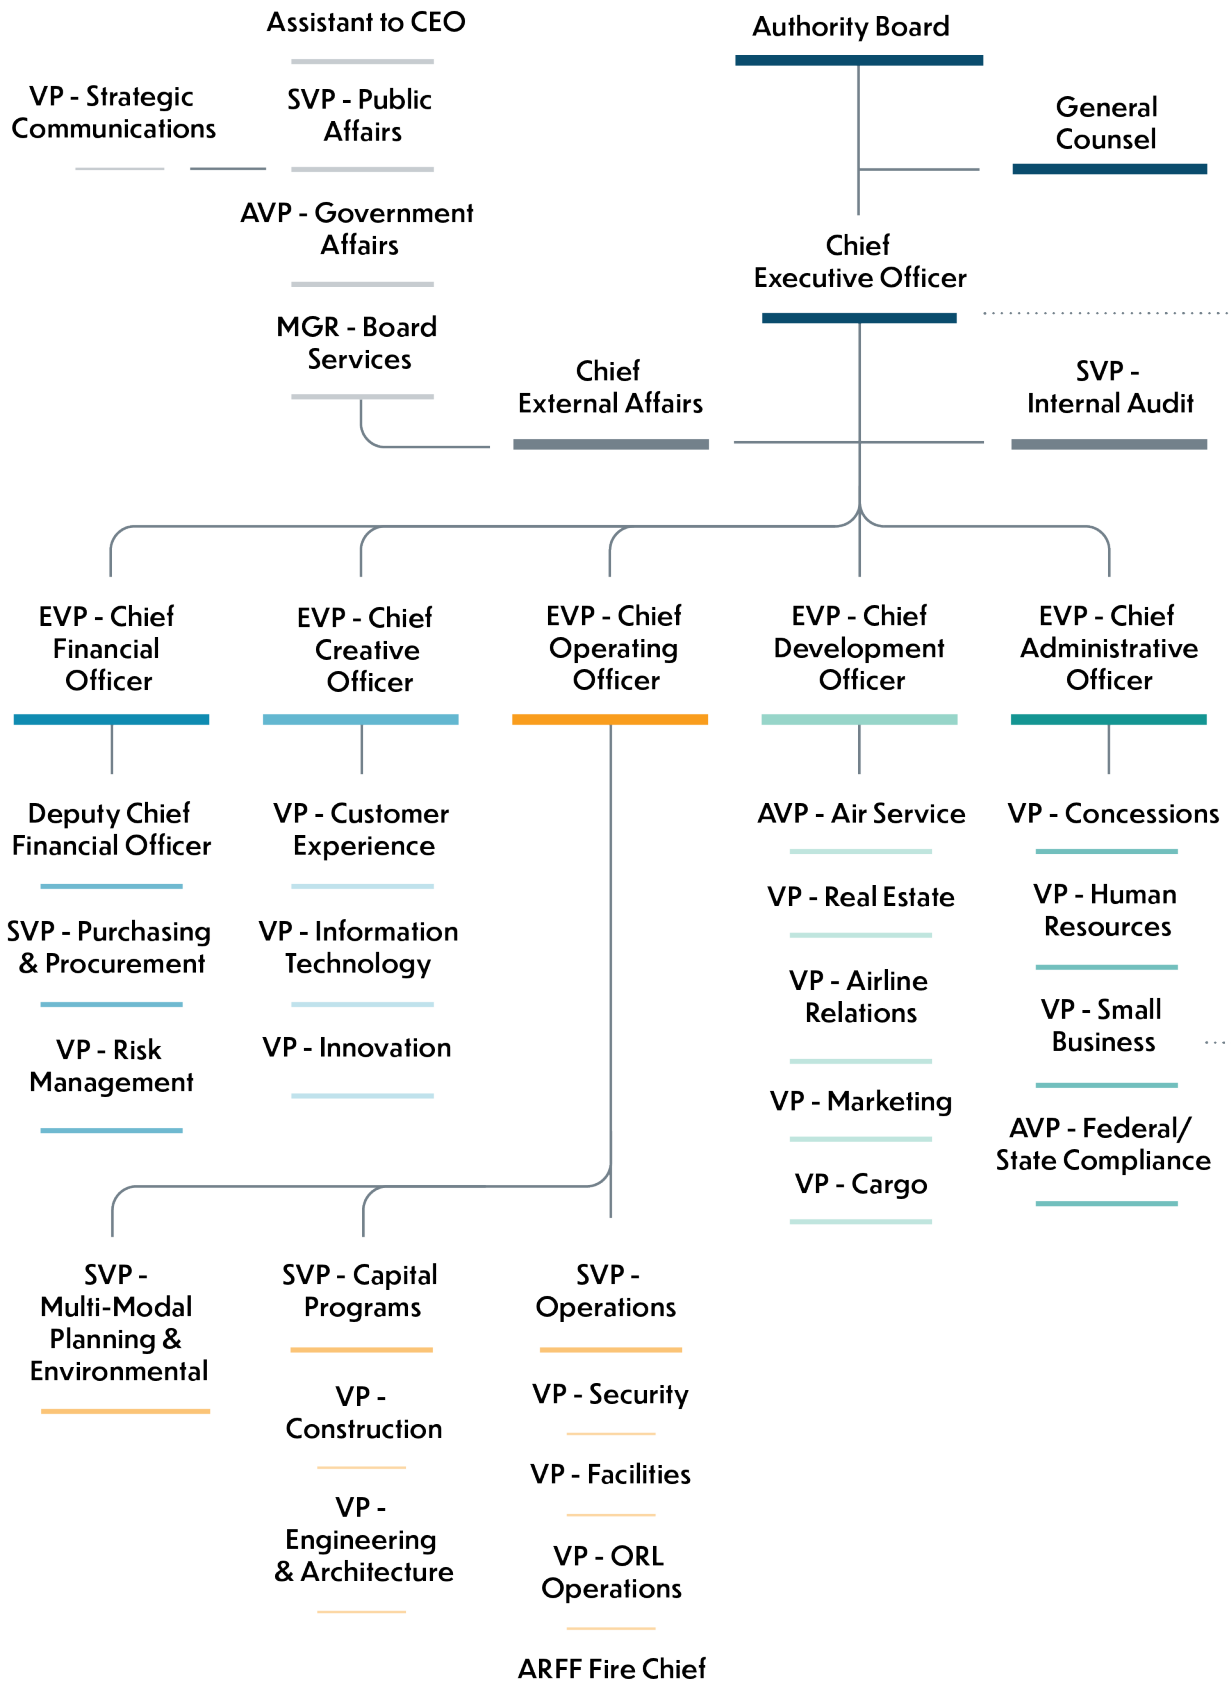 Assistant to CEO
SVP - Public
Affairs
VP - Strategic
Communications
AVP - Government
Affairs
MGR - Board
Services
Authority Board
General
Counsel
Chief
Executive Officer
Chief
External Affairs
SVP -
Internal Audit
EVP - Chief
Financial
Officer
Deputy Chief
Financial Officer
SVP - Purchasing
& Procurement
VP - Risk
Management
EVP - Chief
Creative
Officer
VP - Customer
Experience
VP - Information
Technology
VP - Innovation
EVP - Chief
Operating
Officer
SVP -
Multi-Modal
Planning &
Environmental
SVP - Capital
Programs
VP -
Construction
VP -
Engineering
& Architecture
SVP -
Operations
VP - Security
VP - Facilities
VP - ORL
Operations
ARFF Fire Chief
EVP - Chief
Development
Officer
AVP - Air Service
VP - Real Estate
VP - Airline
Relations
VP - Marketing
VP - Cargo
EVP - Chief
Administrative
Officer
VP - Concessions
VP - Human
Resources
VP - Small
Business
AVP - Federal/
State Compliance